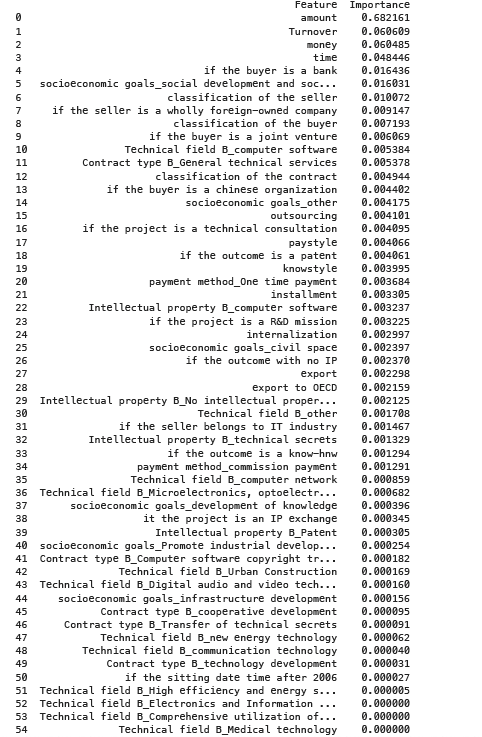 Feature Importance
0 amount 0.682161
1 Turnover 0.060609
2 money 0.060485
3 time 0.048446
4 if the buyer is a bank 0.016436
5 socioeconomic goals_social development and soc... 0.016031
6 classification of the seller 0.010072
7 if the seller is a wholly foreign-owned company 0.009147
8 classification of the buyer 0.007193
9 if the buyer is a joint venture 0.006069
10 Technical field B_computer software 0.005384
11 Contract type B_General technical services 0.005378
12 classification of the contract 0.004944
13 if the buyer is a chinese organization 0.004402
14 socioeconomic goals_other 0.004175
15 outsourcing 0.004101
16 if the project is a technical consultation 0.004095
17 paystyle 0.004066
18 if the outcome is a patent 0.004061
19 knowstyle 0.003995
20 payment method_One time payment 0.003684
21 installment 0.003305
22 Intellectual property B_computer software 0.003237
23 if the project is a R&D mission 0.003225
24 internalization 0.002997
25 socioeconomic goals_civil space 0.002397
26 if the outcome with no IP 0.002370
27 export 0.002298
28 export to OECD 0.002159
29 Intellectual property B_No intellectual proper... 0.002125
30 Technical field B_other 0.001708
31 if the seller belongs to IT industry 0.001467
32 Intellectual property B_technical secrets 0.001329
33 if the outcome is a know-hnw 0.001294
34 payment method_commission payment 0.001291
35 Technical field B_computer network 0.000859
36 Technical field B_Microelectronics, optoelectr... 0.000682
37 socioeconomic goals_development of knowledge 0.000396
38 it the project is an IP exchange 0.000345
39 Intellectual property B_Patent 0.000305
40 socioeconomic goals_Promote industrial develop... 0.000254
41 Contract type B_Computer software copyright tr... 0.000182
42 Technical field B_Urban Construction 0.000169
43 Technical field B_Digital audio and video tech... 0.000160
44 socioeconomic goals_infrastructure development 0.000156
45 Contract type B_cooperative development 0.000095
46 Contract type B_Transfer of technical secrets 0.000091
47 Technical field B_new energy technology 0.000062
48 Technical field B_communication technology 0.000040
49 Contract type B_technology development 0.000031
50 if the sitting date time after 2006 0.000027
51 Technical field B_High efficiency and energy s... 0.000005
52 Technical field B_Electronics and Information ... 0.000000
53 Technical field B_Comprehensive utilization of... 0.000000
54 Technical field B_Medical technology 0.000000